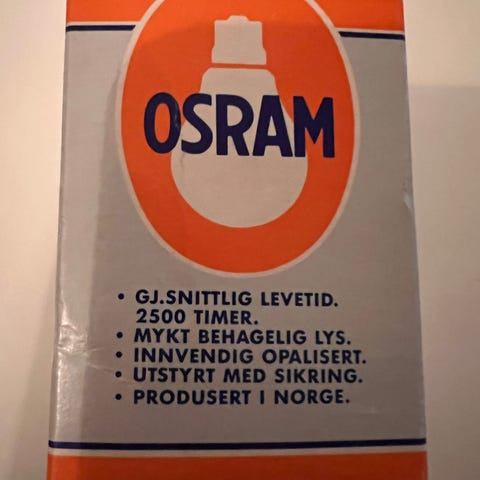 OSRAM
• GJ.SNITTLIG LEVETID.
2500 TIMER.
• MYKT BEHAGELIG LYS.
• INNVENDIG OPALISERT.
• UTSTYRT MED SIKRING.
• PRODUSERT I NORGE.